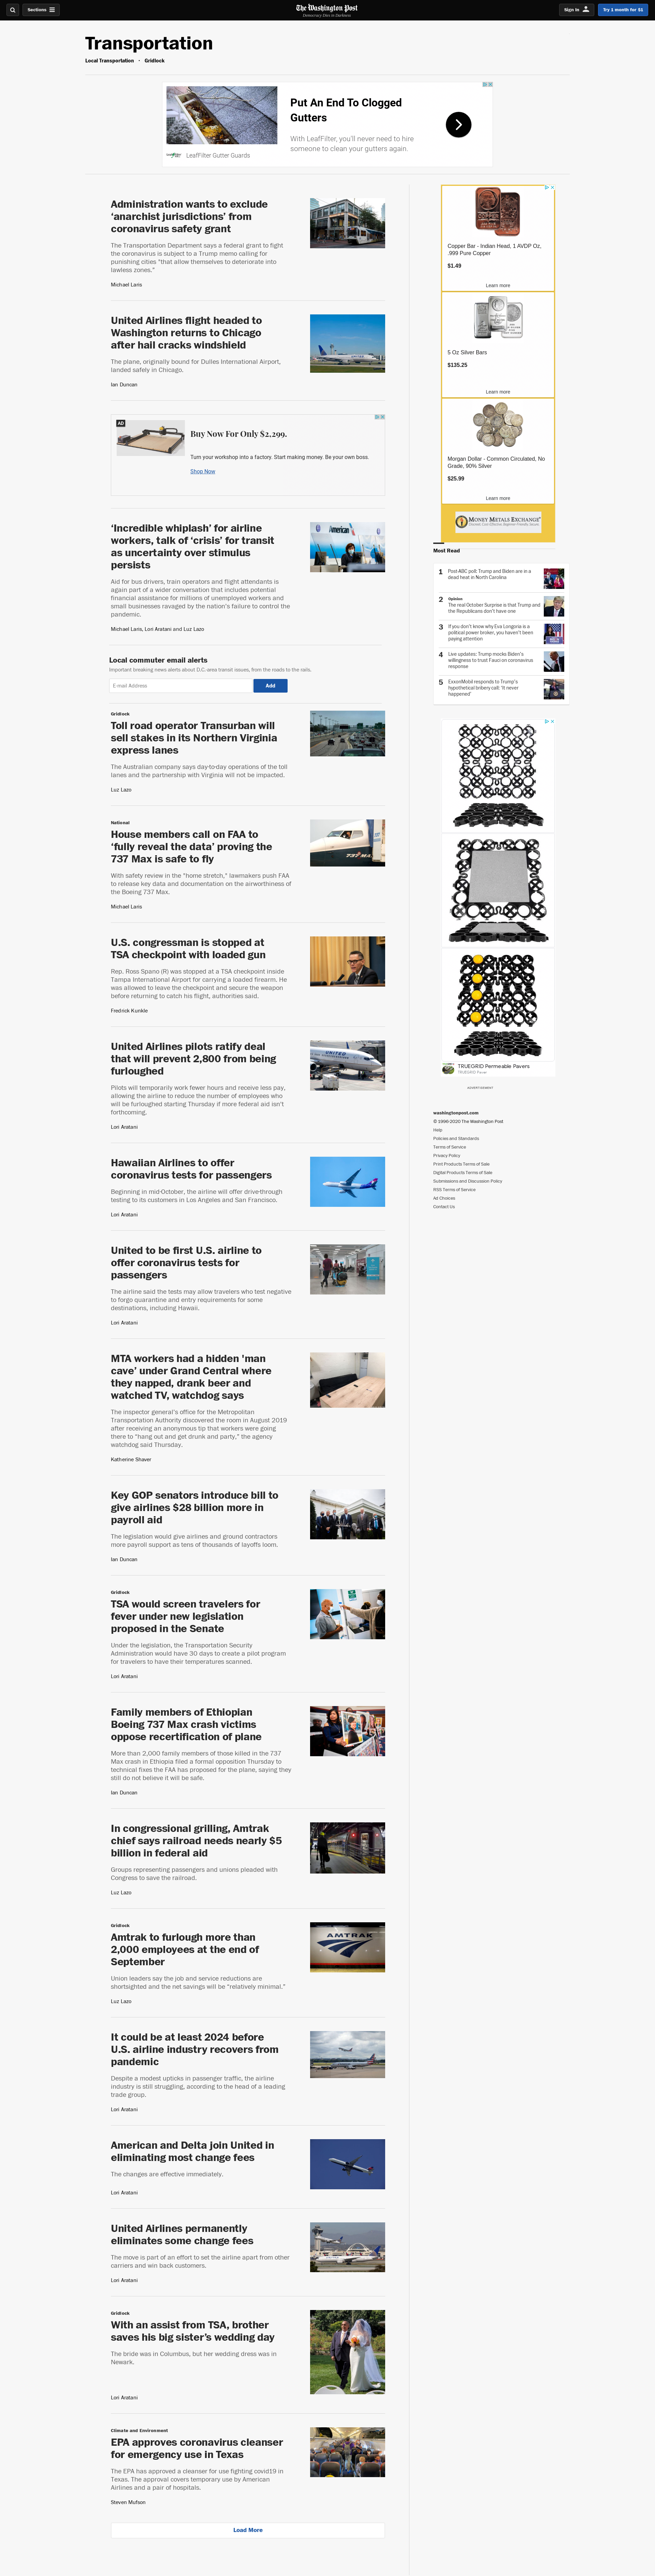 Sections
The Washington Post
Democracy Dies in Darkness
Sign In
Try 1 month for $1
Transportation
Local Transportation • Gridlock
Put An End To Clogged
Gutters
With LeafFilter, you'll never need to hire
someone to clean your gutters again.
LeafFilter Gutter Guards
Administration wants to exclude
‘anarchist jurisdictions’ from
coronavirus safety grant
The Transportation Department says a federal grant to fight
the coronavirus is subject to a Trump memo calling for
punishing cities "that allow themselves to deteriorate into
lawless zones."
Michael Laris
United Airlines flight headed to
Washington returns to Chicago
after hail cracks windshield
The plane, originally bound for Dulles International Airport,
landed safely in Chicago.
Ian Duncan
AD
Buy Now For Only $2,299.
Turn your workshop into a factory. Start making money. Be your own boss.
Shop Now
‘Incredible whiplash’ for airline
workers, talk of ‘crisis’ for transit
as uncertainty over stimulus
persists
Aid for bus drivers, train operators and flight attendants is
again part of a wider conversation that includes potential
financial assistance for millions of unemployed workers and
small businesses ravaged by the nation’s failure to control the
pandemic.
Michael Laris, Lori Aratani and Luz Lazo
American
Local commuter email alerts
Important breaking news alerts about D.C.-area transit issues, from the roads to the rails.
E-mail Address
Add
Gridlock
Toll road operator Transurban will
sell stakes in its Northern Virginia
express lanes
The Australian company says day-to-day operations of the toll
lanes and the partnership with Virginia will not be impacted.
Luz Lazo
National
House members call on FAA to
‘fully reveal the data’ proving the
737 Max is safe to fly
With safety review in the "home stretch," lawmakers push FAA
to release key data and documentation on the airworthiness of
the Boeing 737 Max.
Michael Laris
737 MAX
U.S. congressman is stopped at
TSA checkpoint with loaded gun
Rep. Ross Spano (R) was stopped at a TSA checkpoint inside
Tampa International Airport for carrying a loaded firearm. He
was allowed to leave the checkpoint and secure the weapon
before returning to catch his flight, authorities said.
Fredrick Kunkle
United Airlines pilots ratify deal
that will prevent 2,800 from being
furloughed
Pilots will temporarily work fewer hours and receive less pay,
allowing the airline to reduce the number of employees who
will be furloughed starting Thursday if more federal aid isn't
forthcoming.
Lori Aratani
UNITED
Hawaiian Airlines to offer
coronavirus tests for passengers
Beginning in mid-October, the airline will offer drive-through
testing to its customers in Los Angeles and San Francisco.
Lori Aratani
United to be first U.S. airline to
offer coronavirus tests for
passengers
The airline said the tests may allow travelers who test negative
to forgo quarantine and entry requirements for some
destinations, including Hawaii.
Lori Aratani
MTA workers had a hidden 'man
cave' under Grand Central where
they napped, drank beer and
watched TV, watchdog says
The inspector general's office for the Metropolitan
Transportation Authority discovered the room in August 2019
after receiving an anonymous tip that workers were going
there to "hang out and get drunk and party," the agency
watchdog said Thursday.
Katherine Shaver
Key GOP senators introduce bill to
give airlines $28 billion more in
payroll aid
The legislation would give airlines and ground contractors
more payroll support as tens of thousands of layoffs loom.
Ian Duncan
Gridlock
TSA would screen travelers for
fever under new legislation
proposed in the Senate
Under the legislation, the Transportation Security
Administration would have 30 days to create a pilot program
for travelers to have their temperatures scanned.
Lori Aratani
Family members of Ethiopian
Boeing 737 Max crash victims
oppose recertification of plane
More than 2,000 family members of those killed in the 737
Max crash in Ethiopia filed a formal opposition Thursday to
technical fixes the FAA has proposed for the plane, saying they
still do not believe it will be safe.
Ian Duncan
In congressional grilling, Amtrak
chief says railroad needs nearly $5
billion in federal aid
Groups representing passengers and unions pleaded with
Congress to save the railroad.
Luz Lazo
Gridlock
Amtrak to furlough more than
2,000 employees at the end of
September
Union leaders say the job and service reductions are
shortsighted and the net savings will be “relatively minimal.”
Luz Lazo
AMTRAK
It could be at least 2024 before
U.S. airline industry recovers from
pandemic
Despite a modest upticks in passenger traffic, the airline
industry is still struggling, according to the head of a leading
trade group.
Lori Aratani
American and Delta join United in
eliminating most change fees
The changes are effective immediately.
Lori Aratani
United Airlines permanently
eliminates some change fees
The move is part of an effort to set the airline apart from other
carriers and win back customers.
Lori Aratani
Gridlock
With an assist from TSA, brother
saves his big sister’s wedding day
The bride was in Columbus, but her wedding dress was in
Newark.
Lori Aratani
Climate and Environment
EPA approves coronavirus cleanser
for emergency use in Texas
The EPA has approved a cleanser for use fighting covid19 in
Texas. The approval covers temporary use by American
Airlines and a pair of hospitals.
Steven Mufson
Load More
Copper Bar - Indian Head, 1 AVDP Oz,
.999 Pure Copper
$1.49
Learn more
5 Oz Silver Bars
$135.25
Learn more
Morgan Dollar - Common Circulated, No
Grade, 90% Silver
$25.99
Learn more
MONEY METALS EXCHANGE
Most Read
1 Post-ABC poll: Trump and Biden are in a
dead heat in North Carolina
2 Opinion
The real October Surprise is that Trump and
the Republicans don’t have one
3 If you don’t know why Eva Longoria is a
political power broker, you haven’t been
paying attention
4 Live updates: Trump mocks Biden’s
willingness to trust Fauci on coronavirus
response
5 ExxonMobil responds to Trump’s
hypothetical bribery call: ‘It never
happened’
TRUEGRID Permeable Pavers
TRUEGRID Paver
ADVERTISEMENT
washingtonpost.com
© 1996-2020 The Washington Post
Help
Policies and Standards
Terms of Service
Privacy Policy
Print Products Terms of Sale
Digital Products Terms of Sale
Submissions and Discussion Policy
RSS Terms of Service
Ad Choices
Contact Us